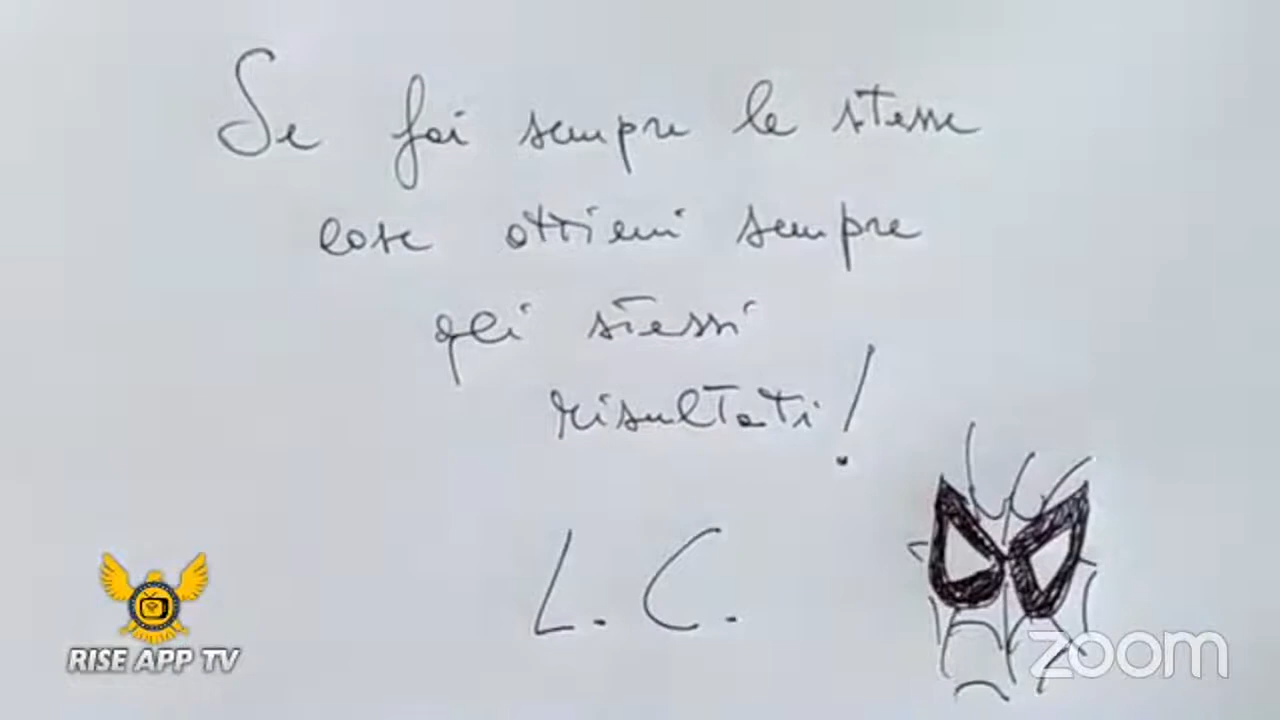 Se fai sempre le stesse
cose ottieni sempre
gli stessi
risultati!
L. C.
RISE APP TV
zoom